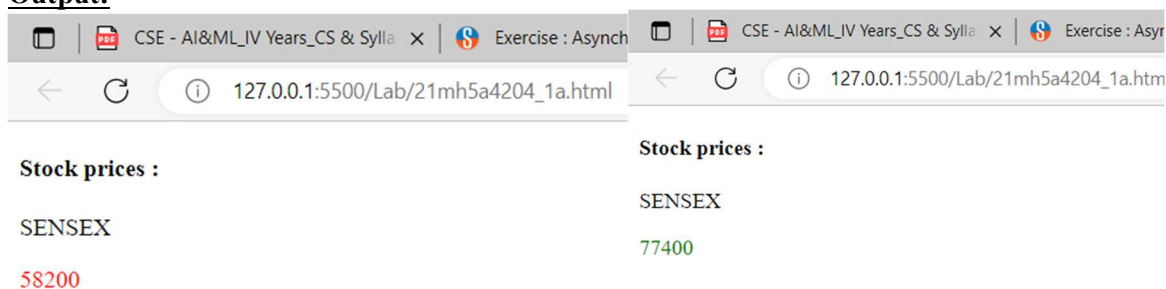 Output:
CSE - AI&ML_IV Years_CS & Sylla
Exercise : Asynch
127.0.0.1:5500/Lab/21mh5a4204_1a.html
Stock prices :
SENSEX
58200
CSE - AI&ML_IV Years_CS & Sylla
Exercise : Asyn
127.0.0.1:5500/Lab/21mh5a4204_1a.htm
Stock prices :
SENSEX
77400